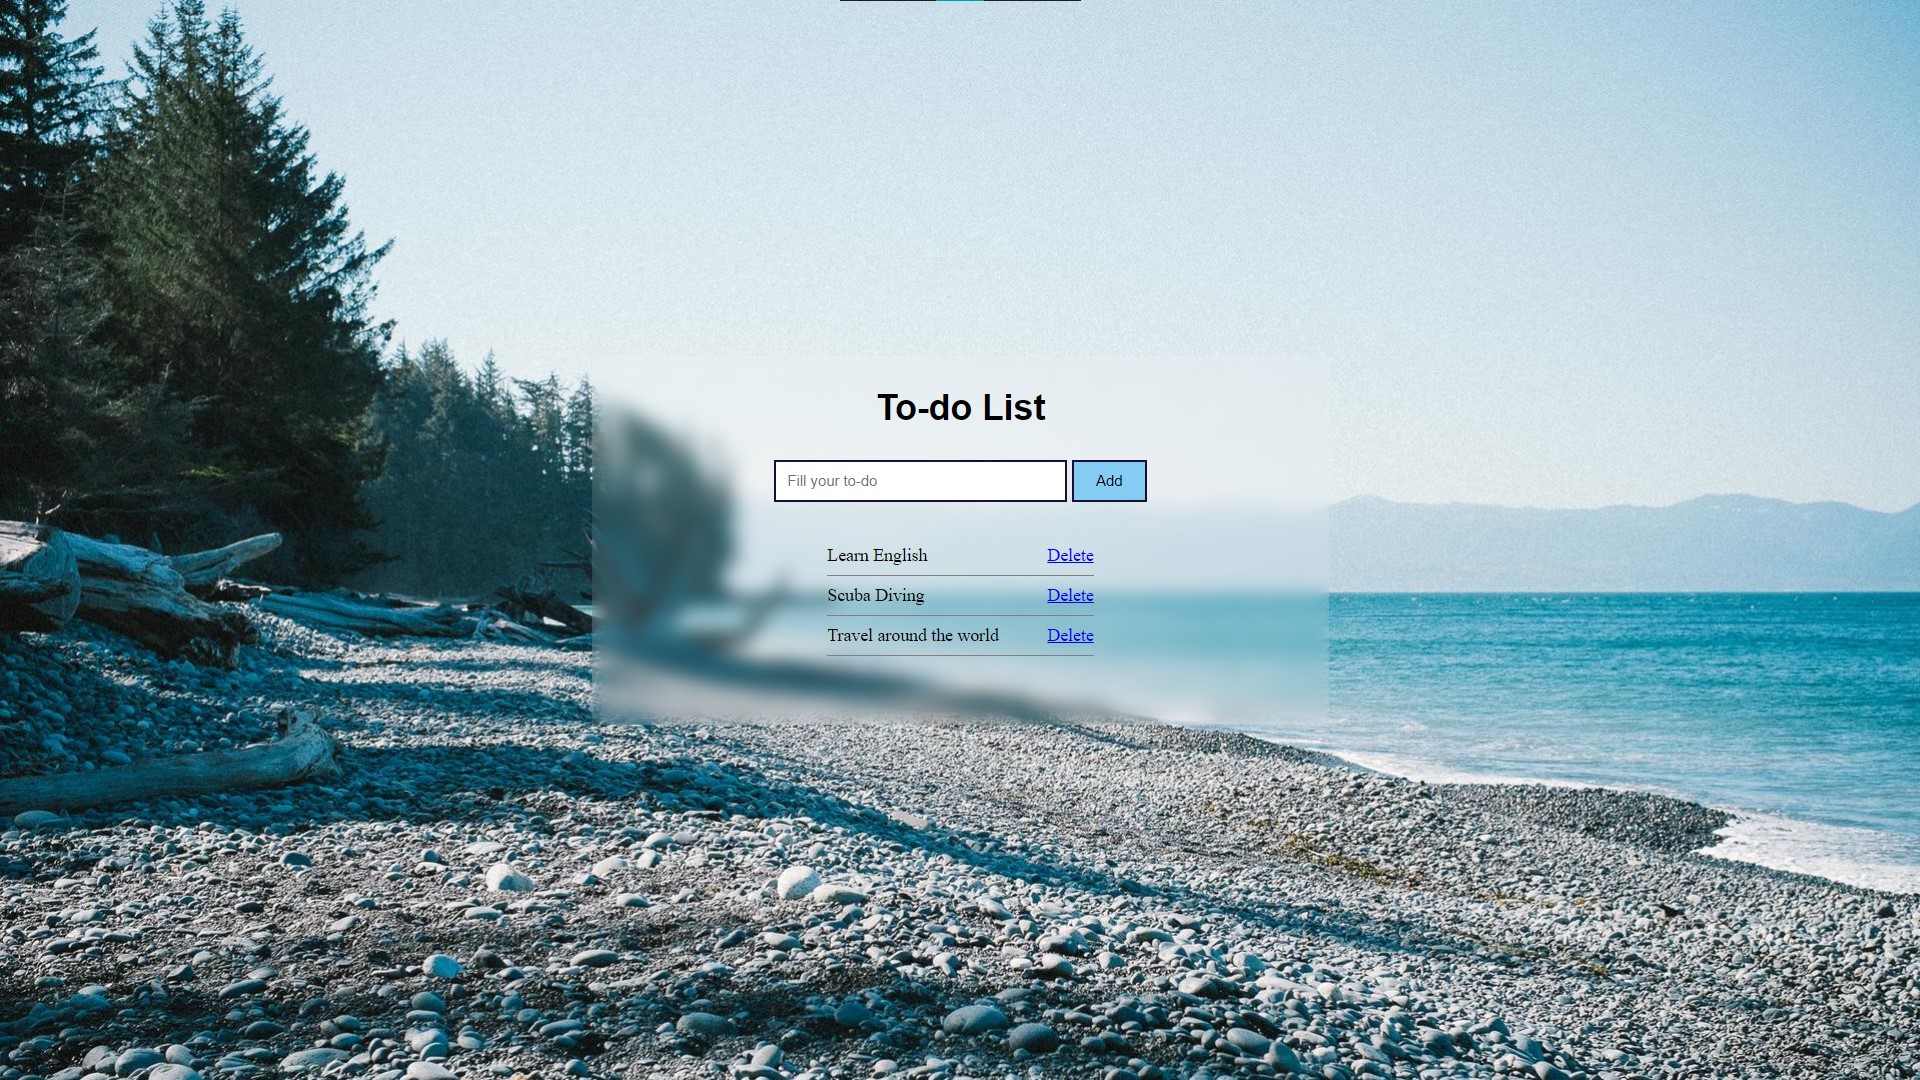 To-do List
Fill your to-do Add
Learn English Delete
Scuba Diving Delete
Travel around the world Delete